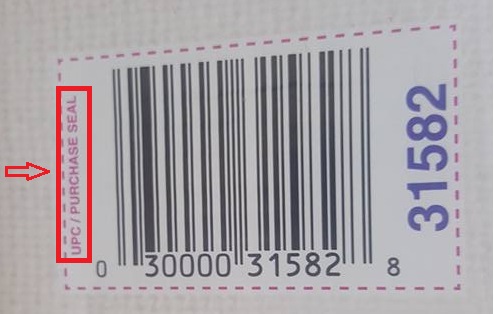 UPC / PURCHASE SEAL
0 30000 31582 8
31582